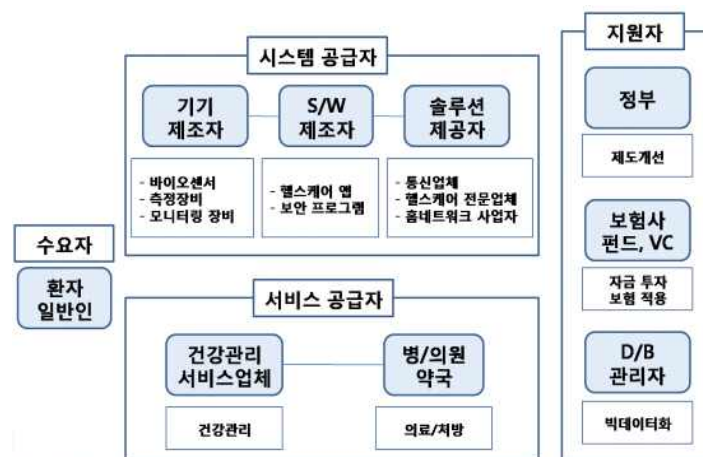 시스템 공급자
기기
제조자
S/W
제조자
솔루션
제공자
- 바이오센서
- 측정장비
- 모니터링 장비
- 헬스케어 앱
- 보안 프로그램
- 통신업체
- 헬스케어 전문업체
- 홈네트워크 사업자
수요자
환자
일반인
서비스 공급자
건강관리
서비스업체
병/의원
약국
건강관리
의료/처방
지원자
정부
제도개선
보험사
펀드, VC
자금 투자
보험 적용
D/B
관리자
빅데이터화